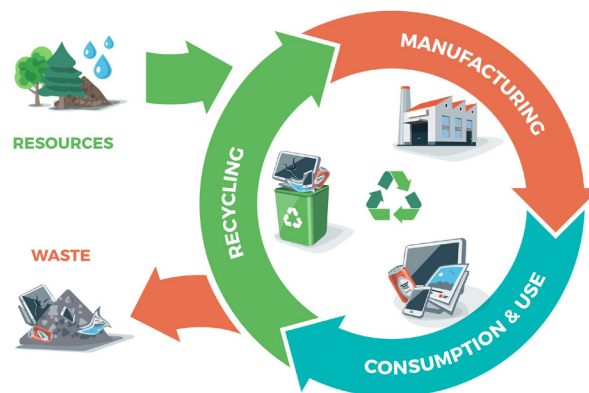 RESOURCES
MANUFACTURING
RECYCLING
WASTE
CONSUMPTION & USE